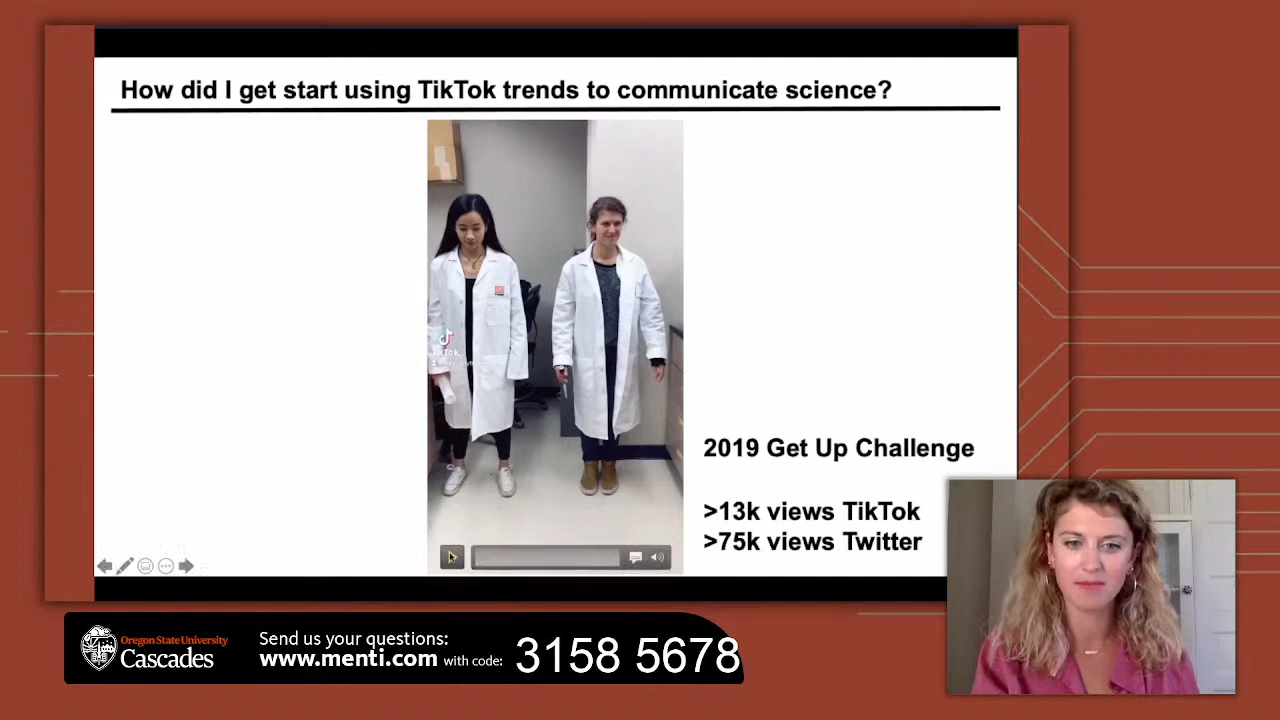 How did I get start using TikTok trends to communicate science?
TikTok
2019 Get Up Challenge
>13k views TikTok
>75k views Twitter
Oregon State University
Cascades
Send us your questions:
www.menti.com with code:
3158 5678